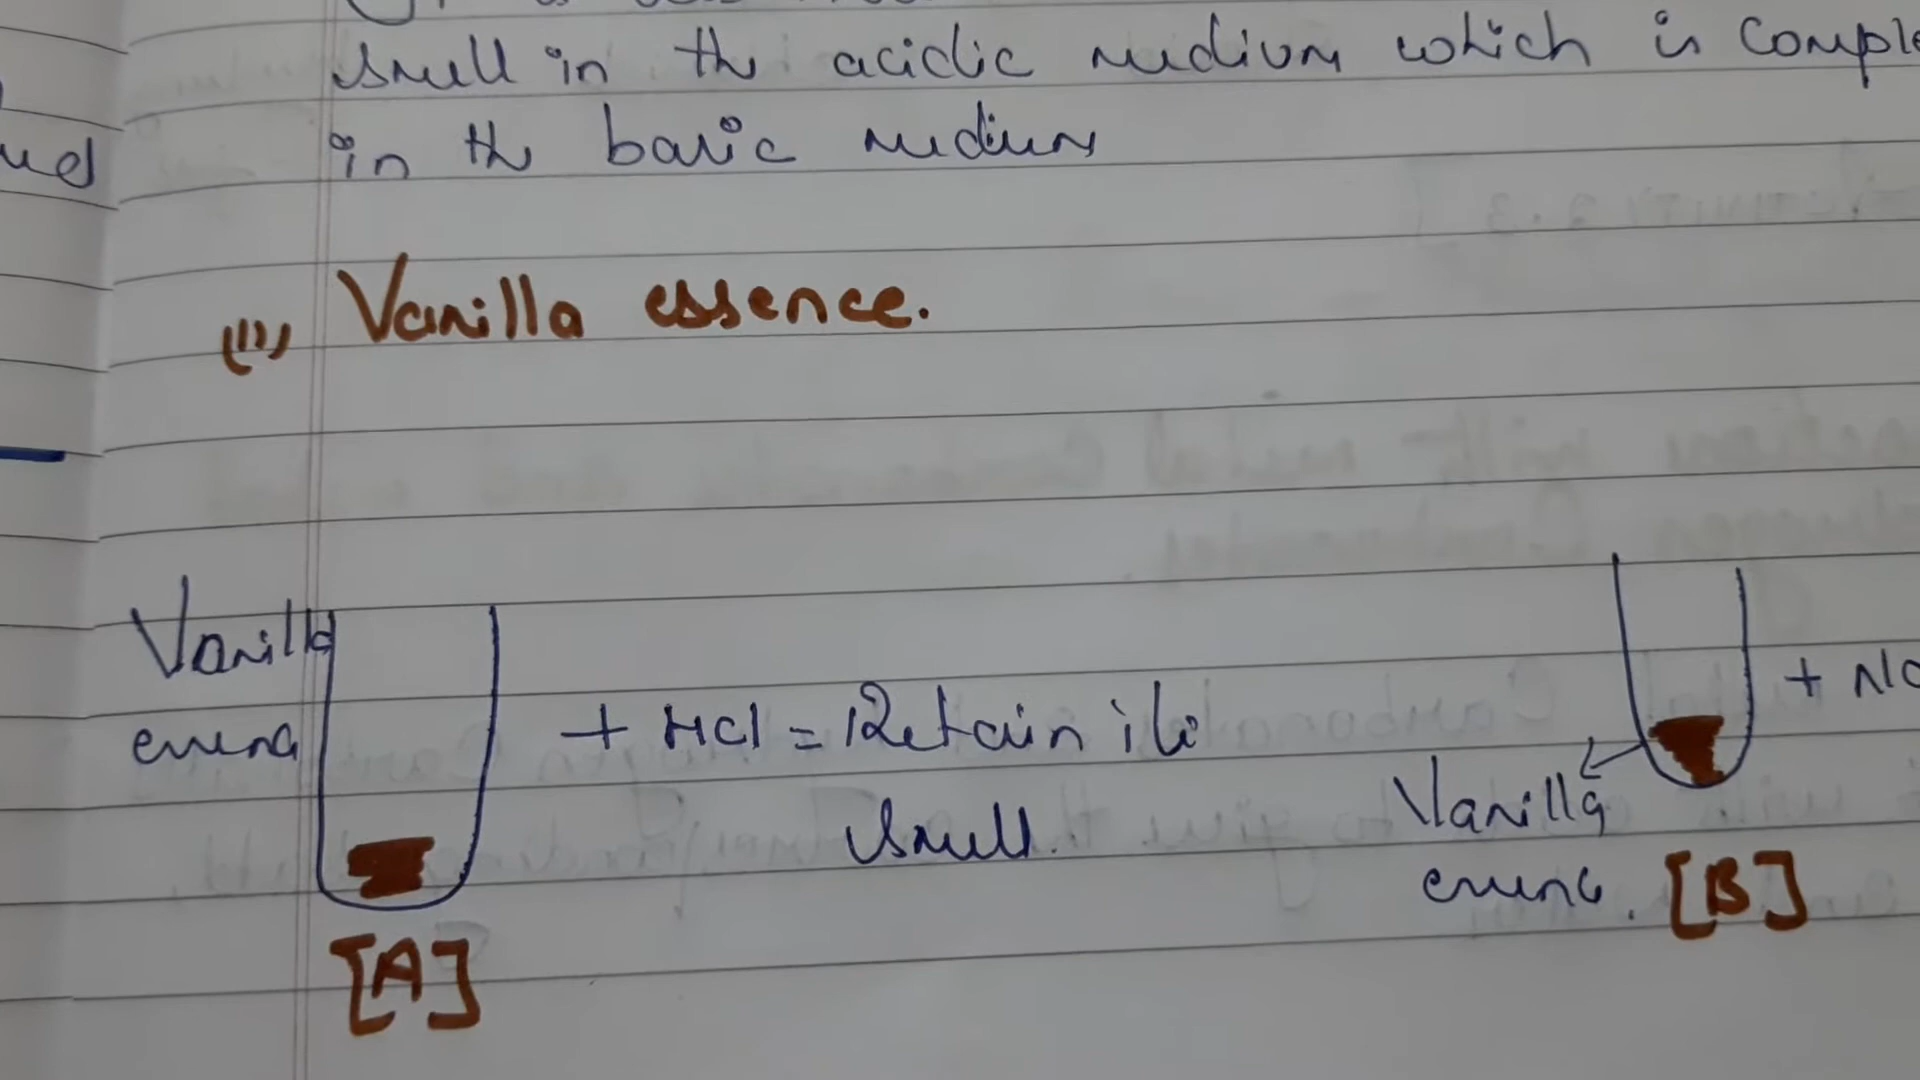 smell in the acidic medium which is comple
in the basic medium
(ii) Vanilla essence.
Vanilla
essence
+ HCl = Retain its
smell.
[A]
+ Na
Vanilla
essence. [B]